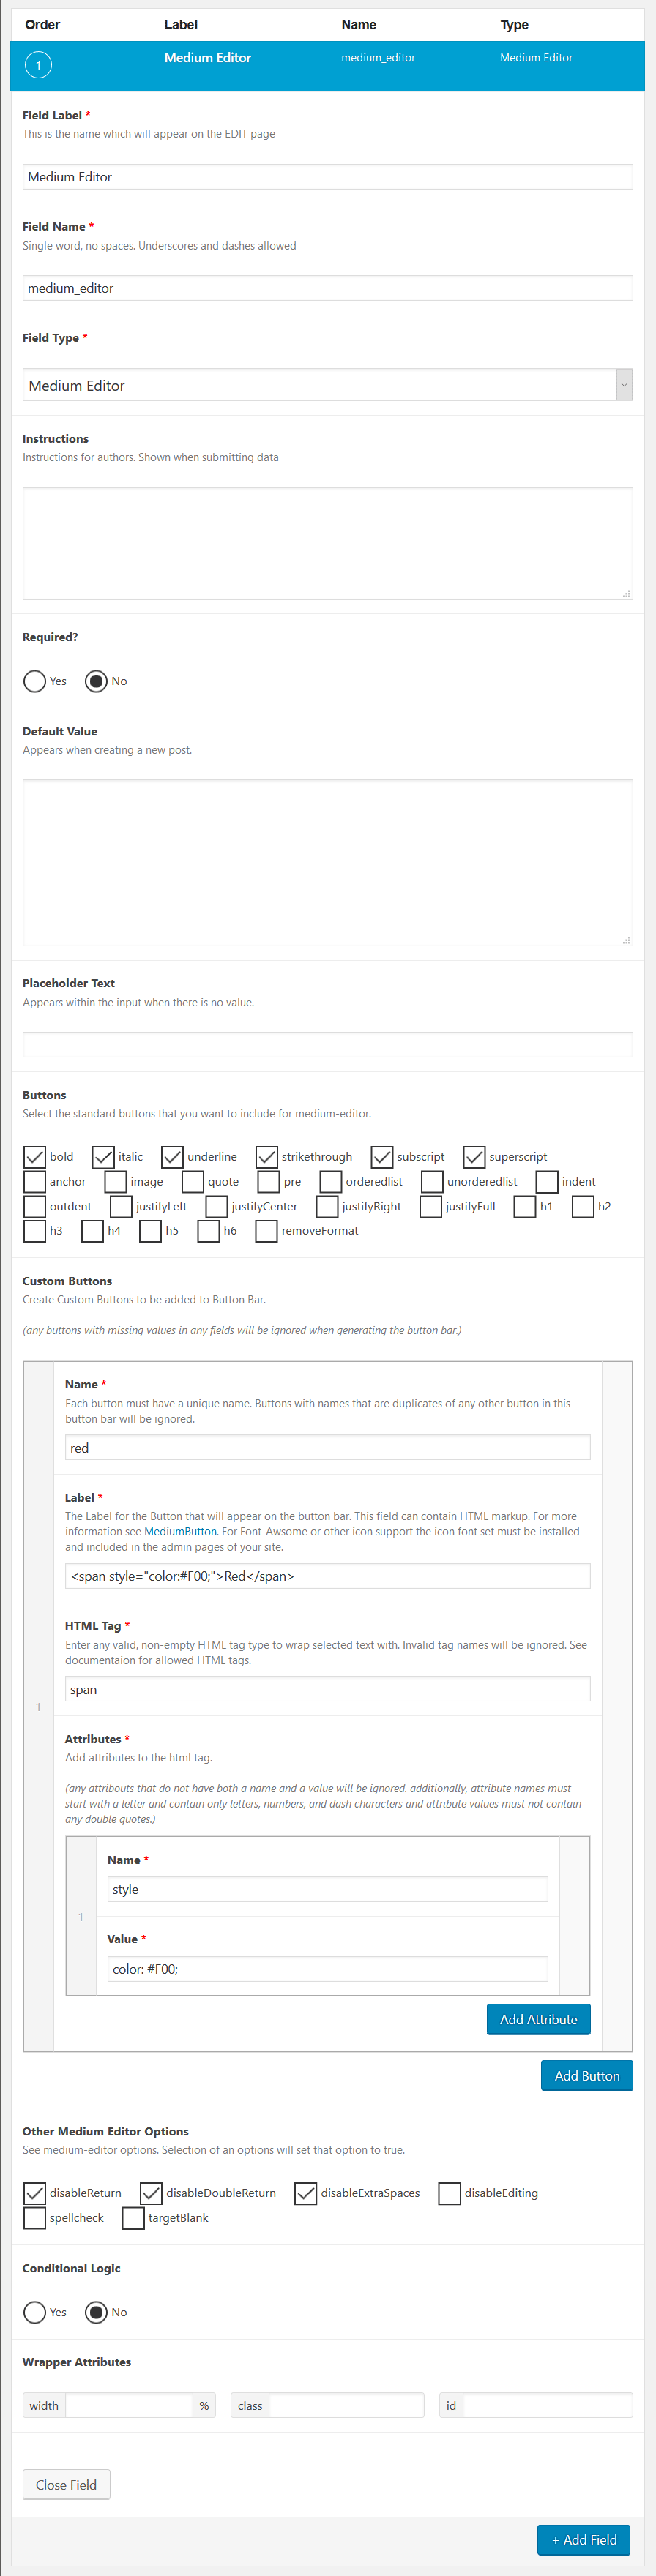 Order Label Name Type
1 Medium Editor medium_editor Medium Editor
Field Label *
This is the name which will appear on the EDIT page
Medium Editor
Field Name *
Single word, no spaces. Underscores and dashes allowed
medium_editor
Field Type *
Medium Editor
Instructions
Instructions for authors. Shown when submitting data
Required?
Yes No
Default Value
Appears when creating a new post.
Placeholder Text
Appears within the input when there is no value.
Buttons
Select the standard buttons that you want to include for medium-editor.
bold italic underline strikethrough subscript superscript
anchor image quote pre orderedlist unorderedlist indent
outdent justifyLeft justifyCenter justifyRight justifyFull h1 h2
h3 h4 h5 h6 removeFormat
Custom Buttons
Create Custom Buttons to be added to Button Bar.
(any buttons with missing values in any fields will be ignored when generating the button bar.)
Name *
Each button must have a unique name. Buttons with names that are duplicates of any other button in this
button bar will be ignored.
red
Label *
The Label for the Button that will appear on the button bar. This field can contain HTML markup. For more
information see MediumButton. For Font-Awsome or other icon support the icon font set must be installed
and included in the admin pages of your site.
<span style="color:#F00;">Red</span>
HTML Tag *
Enter any valid, non-empty HTML tag type to wrap selected text with. Invalid tag names will be ignored. See
documentaion for allowed HTML tags.
span
1
Attributes *
Add attributes to the html tag.
(any attribouts that do not have both a name and a value will be ignored. additionally, attribute names must
start with a letter and contain only letters, numbers, and dash characters and attribute values must not contain
any double quotes.)
Name *
style
1
Value *
color: #F00;
Add Attribute
Add Button
Other Medium Editor Options
See medium-editor options. Selection of an options will set that option to true.
disableReturn disableDoubleReturn disableExtraSpaces disableEditing
spellcheck targetBlank
Conditional Logic
Yes No
Wrapper Attributes
width % class id
Close Field
+ Add Field